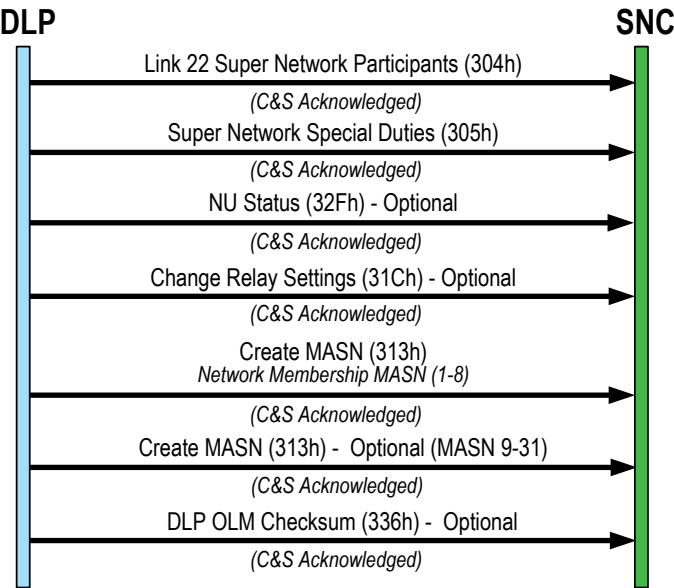 DLP SNC
Link 22 Super Network Participants (304h)
(C&S Acknowledged)
Super Network Special Duties (305h)
(C&S Acknowledged)
NU Status (32Fh) - Optional
(C&S Acknowledged)
Change Relay Settings (31Ch) - Optional
(C&S Acknowledged)
Create MASN (313h)
Network Membership MASN (1-8)
(C&S Acknowledged)
Create MASN (313h) - Optional (MASN 9-31)
(C&S Acknowledged)
DLP OLM Checksum (336h) - Optional
(C&S Acknowledged)